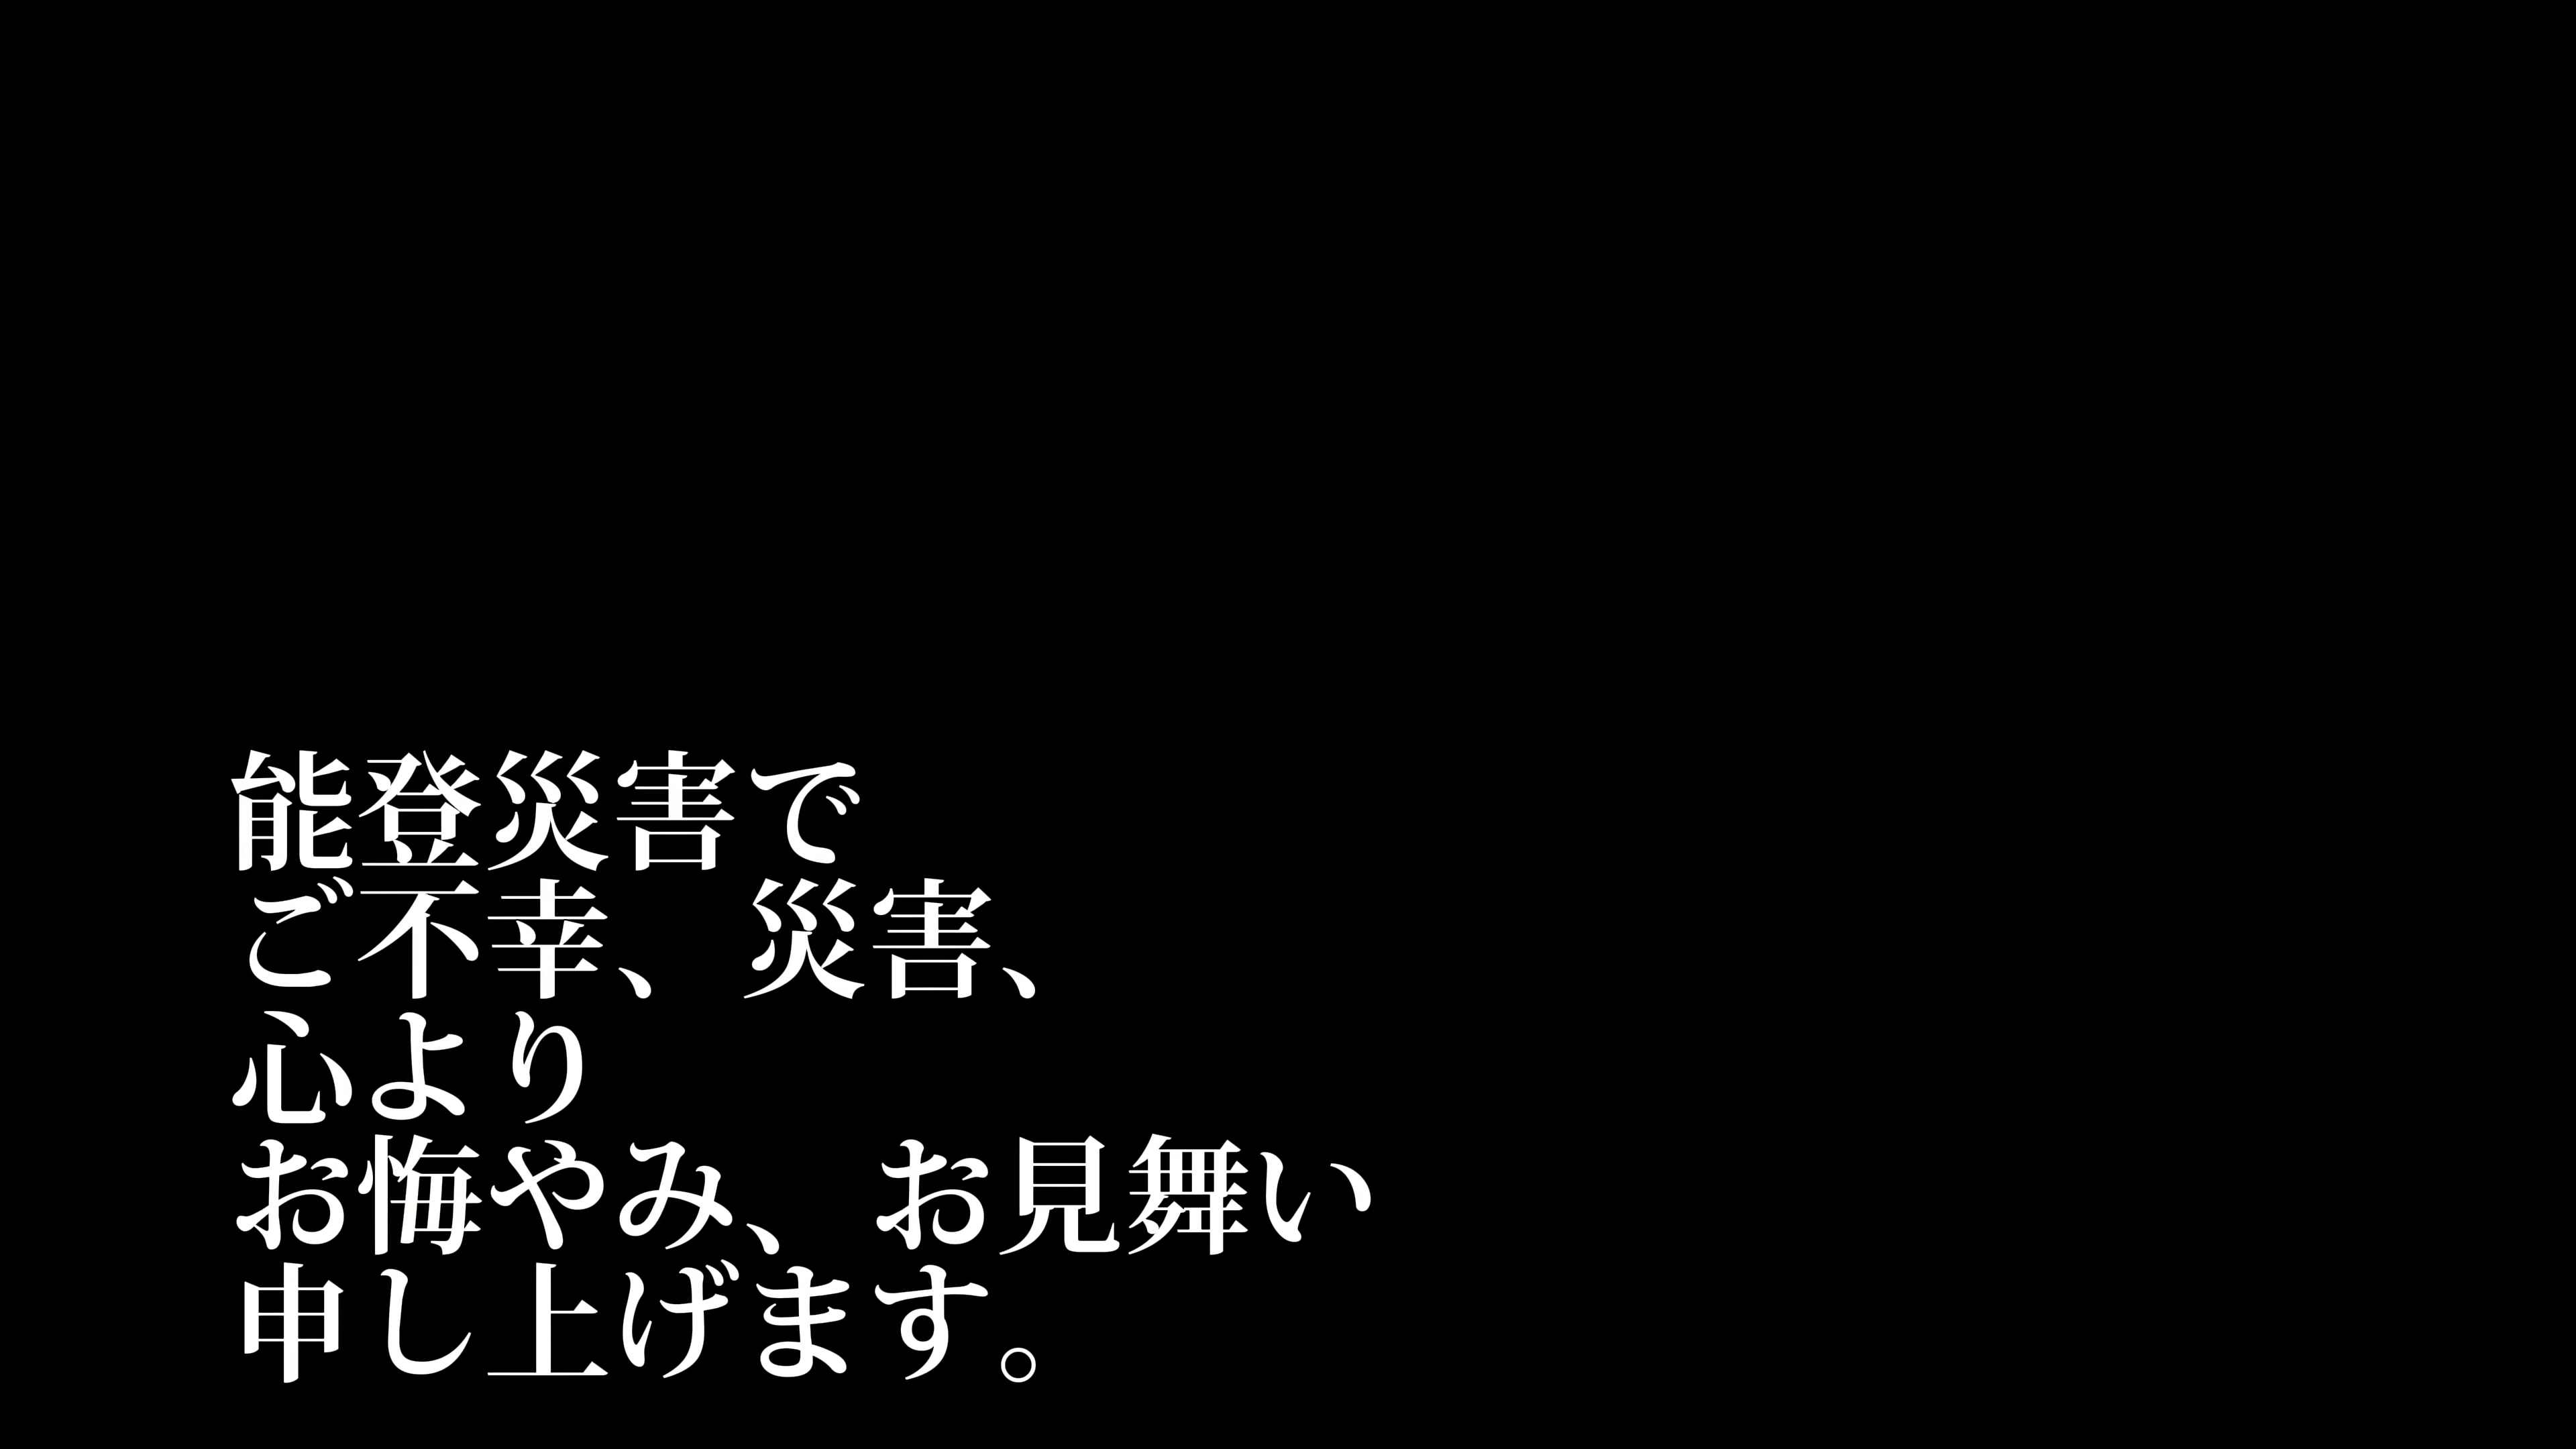 能登災害で
ご不幸、災害、
心より
お悔やみ、お見舞い
申し上げます。